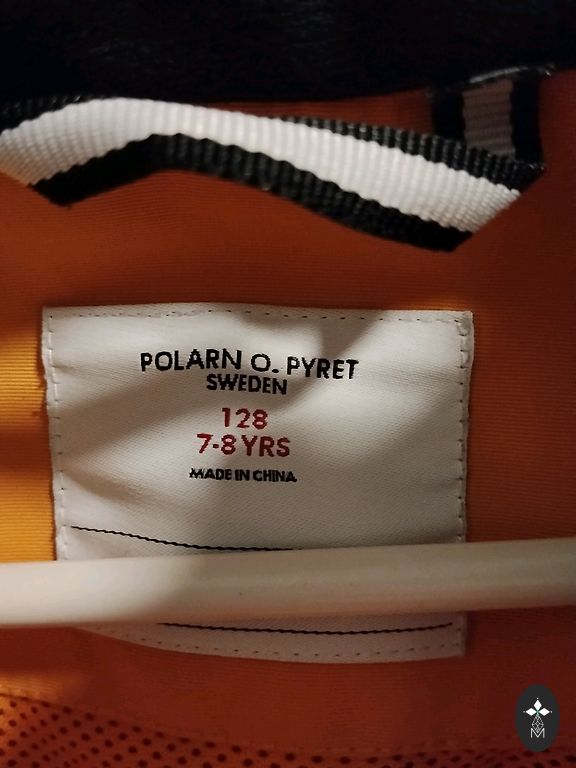 POLARN O. PYRET
SWEDEN
128
7-8 YRS
MADE IN CHINA